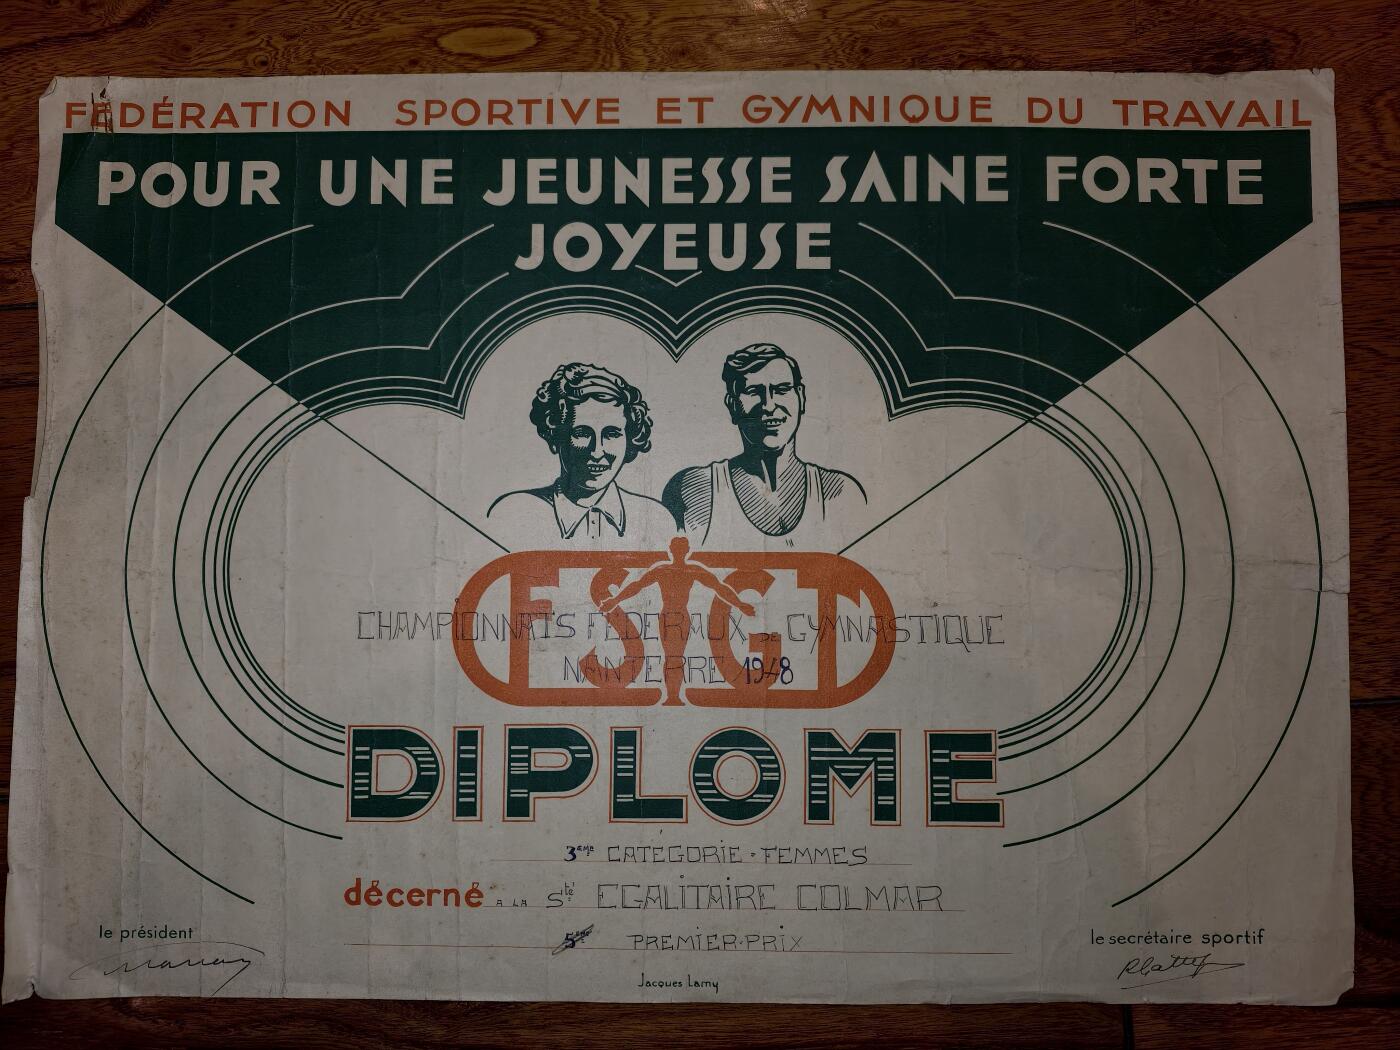 FÉDÉRATION SPORTIVE ET GYMNIQUE DU TRAVAIL
POUR UNE JEUNESSE SAINE FORTE
JOYEUSE
FSGT
CHAMPIONNATS FÉDÉRAUX DE GYMNASTIQUE
NANTERRE 1948
DIPLOME
3ÈME CATÉGORIE - FEMMES
décerné A LA Sté EGALITAIRE COLMAR
5ème PREMIER-PRIX
le président
le secrétaire sportif
Jacques Lamy